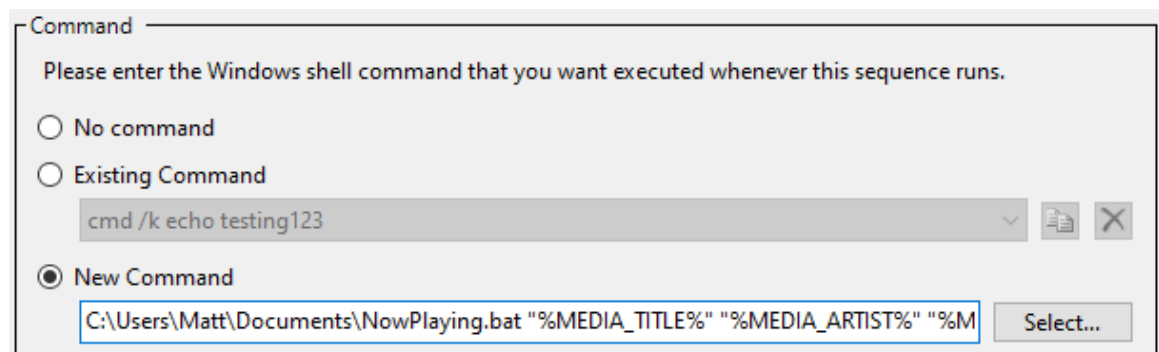 Command
Please enter the Windows shell command that you want executed whenever this sequence runs.
No command
Existing Command
cmd /k echo testing123
New Command
C:\Users\Matt\Documents\NowPlaying.bat "%MEDIA_TITLE%" "%MEDIA_ARTIST%" "%M
Select...